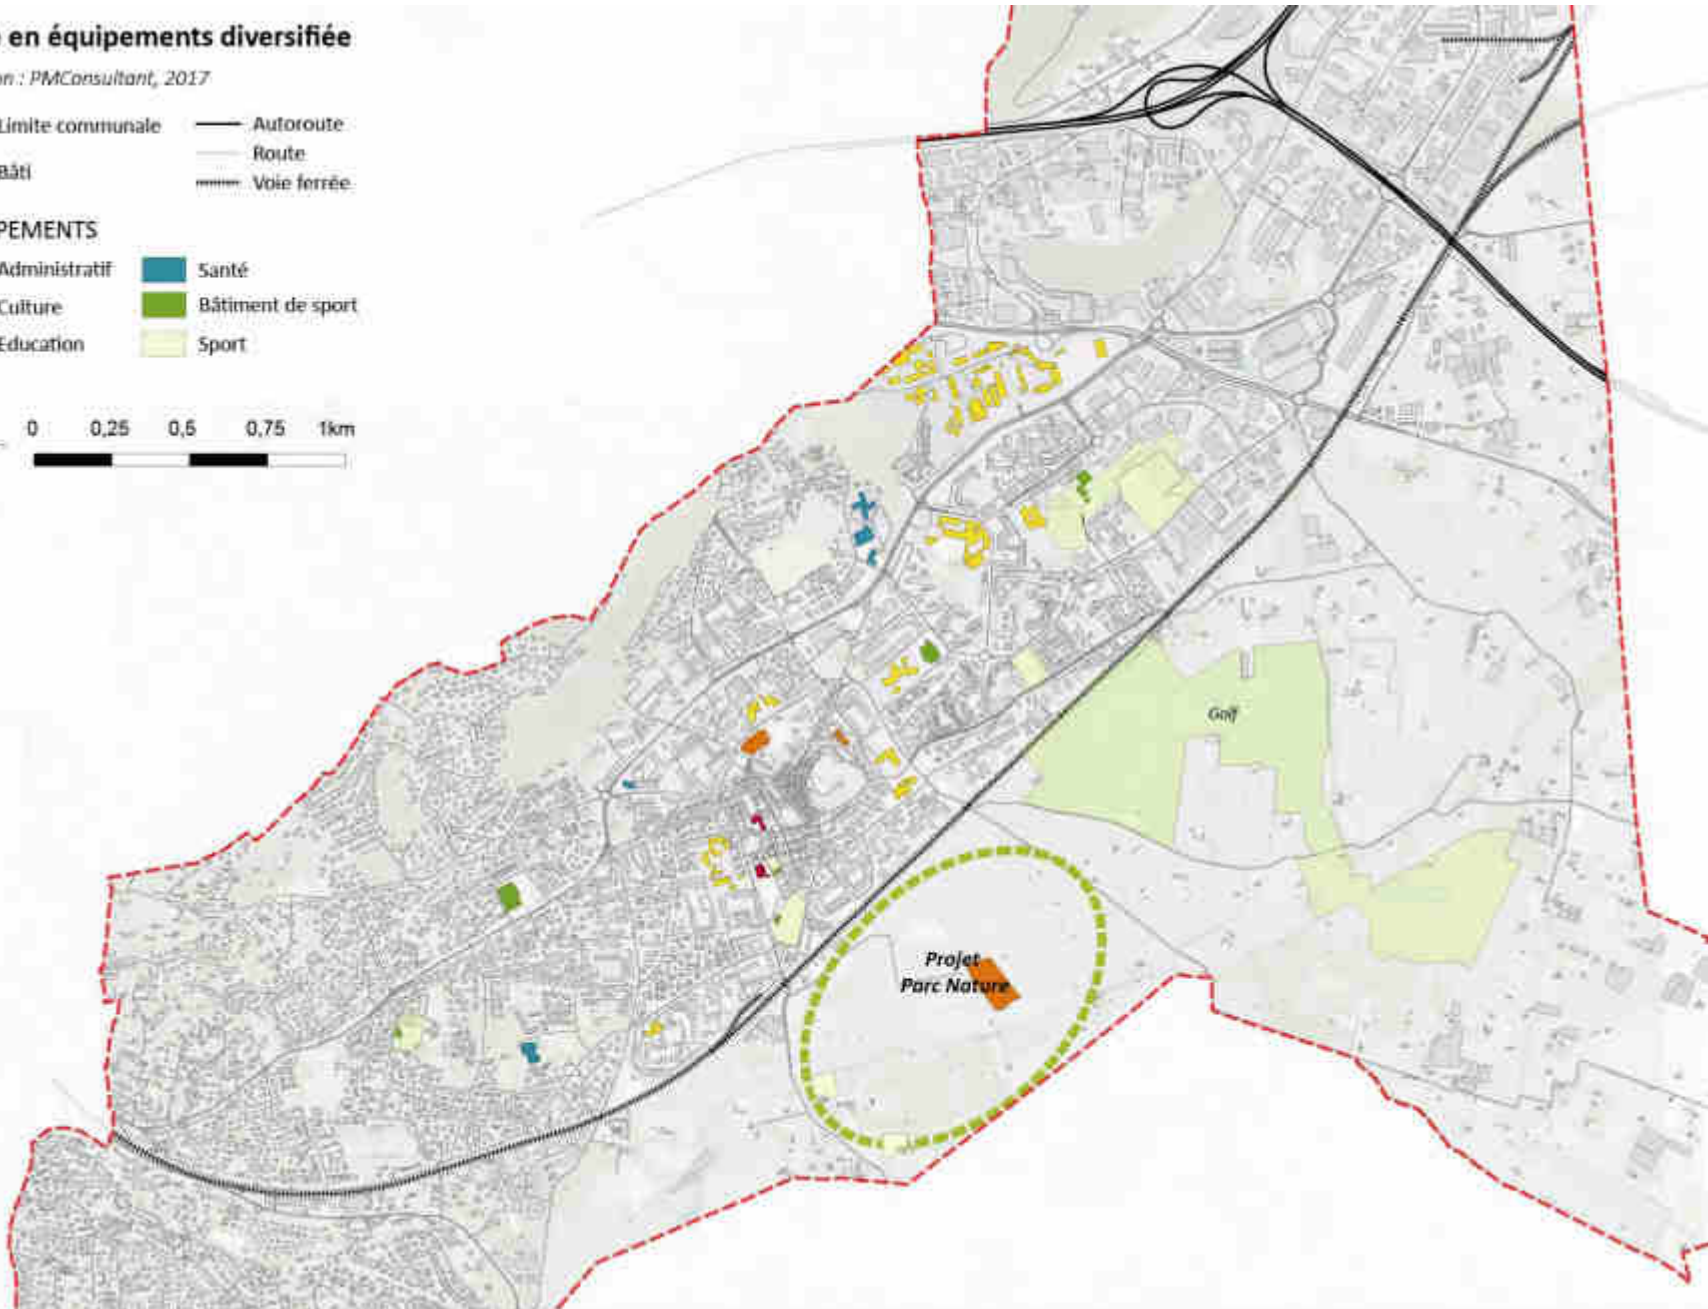 en équipements diversifiée
n : PMConsultant, 2017
Limite communale
Autoroute
Route
Bâti
Voie ferrée
PEMENTS
Administratif
Santé
Culture
Bâtiment de sport
Education
Sport
0 0,25 0,5 0,75 1km
Golf
Projet
Parc Nature